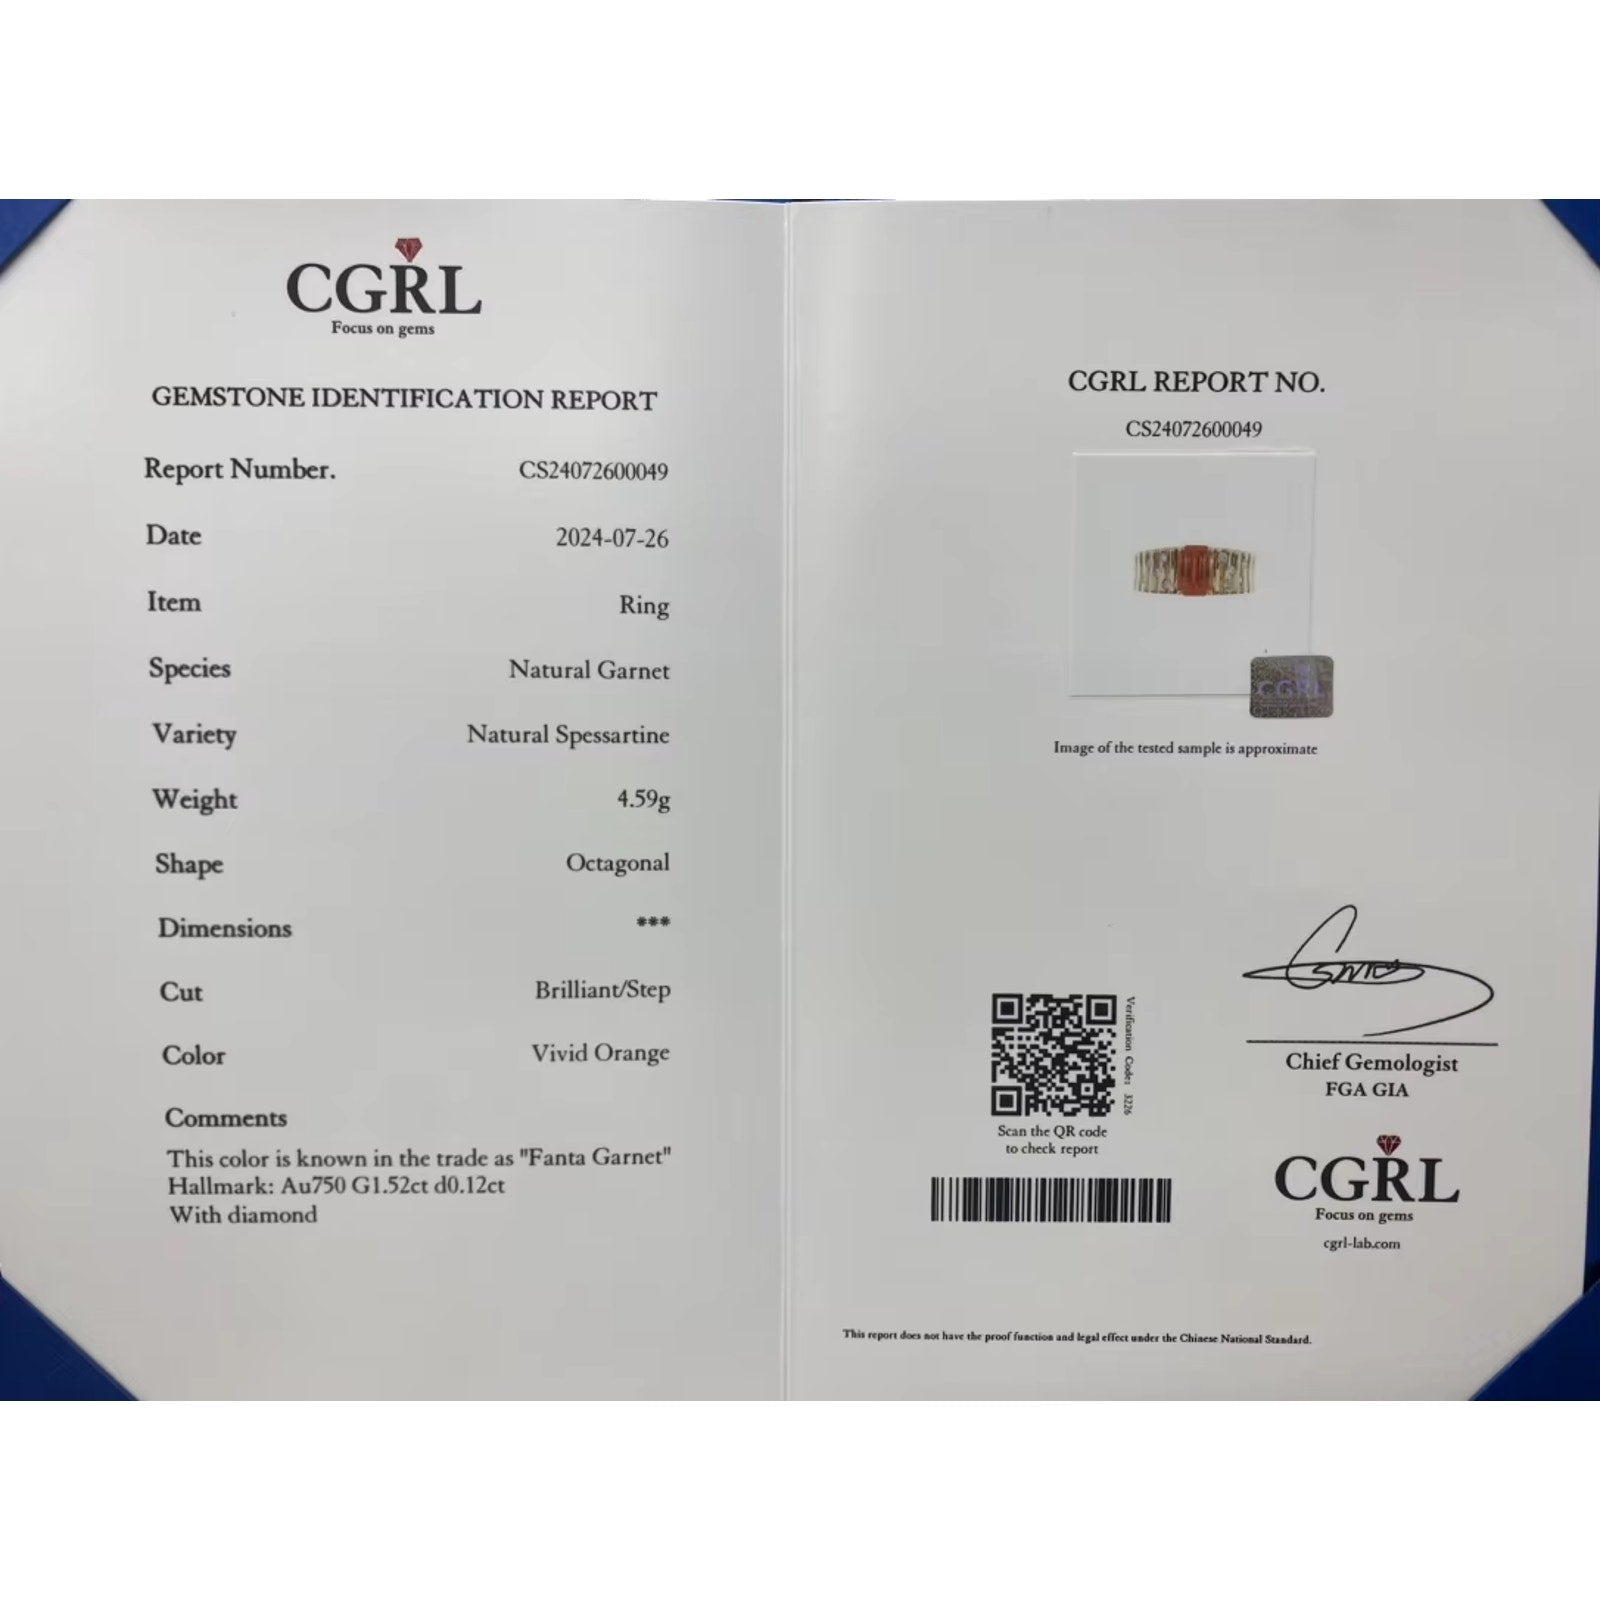 CGRL
Focus on gems
GEMSTONE IDENTIFICATION REPORT
Report Number. CS24072600049
Date 2024-07-26
Item Ring
Species Natural Garnet
Variety Natural Spessartine
Weight 4.59g
Shape Octagonal
Dimensions ***
Cut Brilliant/Step
Color Vivid Orange
Comments
This color is known in the trade as "Fanta Garnet"
Hallmark: Au750 G1.52ct d0.12ct
With diamond
CGRL REPORT NO.
CS24072600049
CGRL
Image of the tested sample is approximate
Verification Code: 3226
Scan the QR code
to check report
Chief Gemologist
FGA GIA
CGRL
Focus on gems
cgrl-lab.com
This report does not have the proof function and legal effect under the Chinese National Standard.